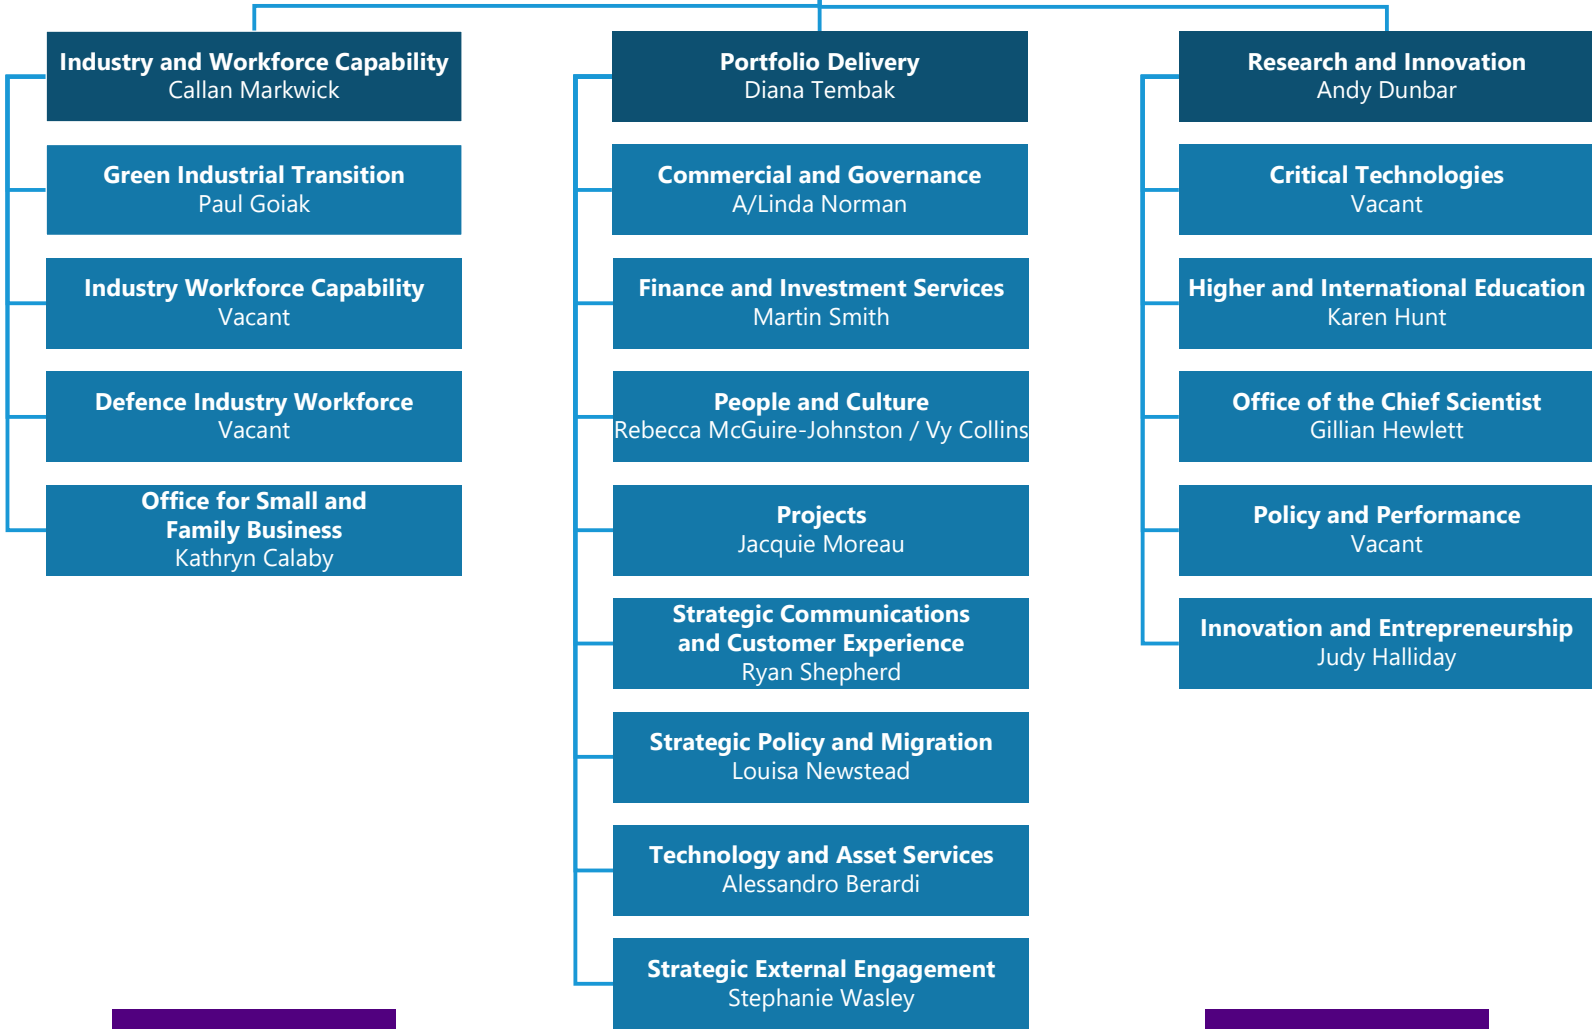 Industry and Workforce Capability
Callan Markwick
Green Industrial Transition
Paul Goiak
Industry Workforce Capability
Vacant
Defence Industry Workforce
Vacant
Office for Small and
Family Business
Kathryn Calaby
Portfolio Delivery
Diana Tembak
Commercial and Governance
A/Linda Norman
Finance and Investment Services
Martin Smith
People and Culture
Rebecca McGuire-Johnston / Vy Collins
Projects
Jacquie Moreau
Strategic Communications
and Customer Experience
Ryan Shepherd
Strategic Policy and Migration
Louisa Newstead
Technology and Asset Services
Alessandro Berardi
Strategic External Engagement
Stephanie Wasley
Research and Innovation
Andy Dunbar
Critical Technologies
Vacant
Higher and International Education
Karen Hunt
Office of the Chief Scientist
Gillian Hewlett
Policy and Performance
Vacant
Innovation and Entrepreneurship
Judy Halliday